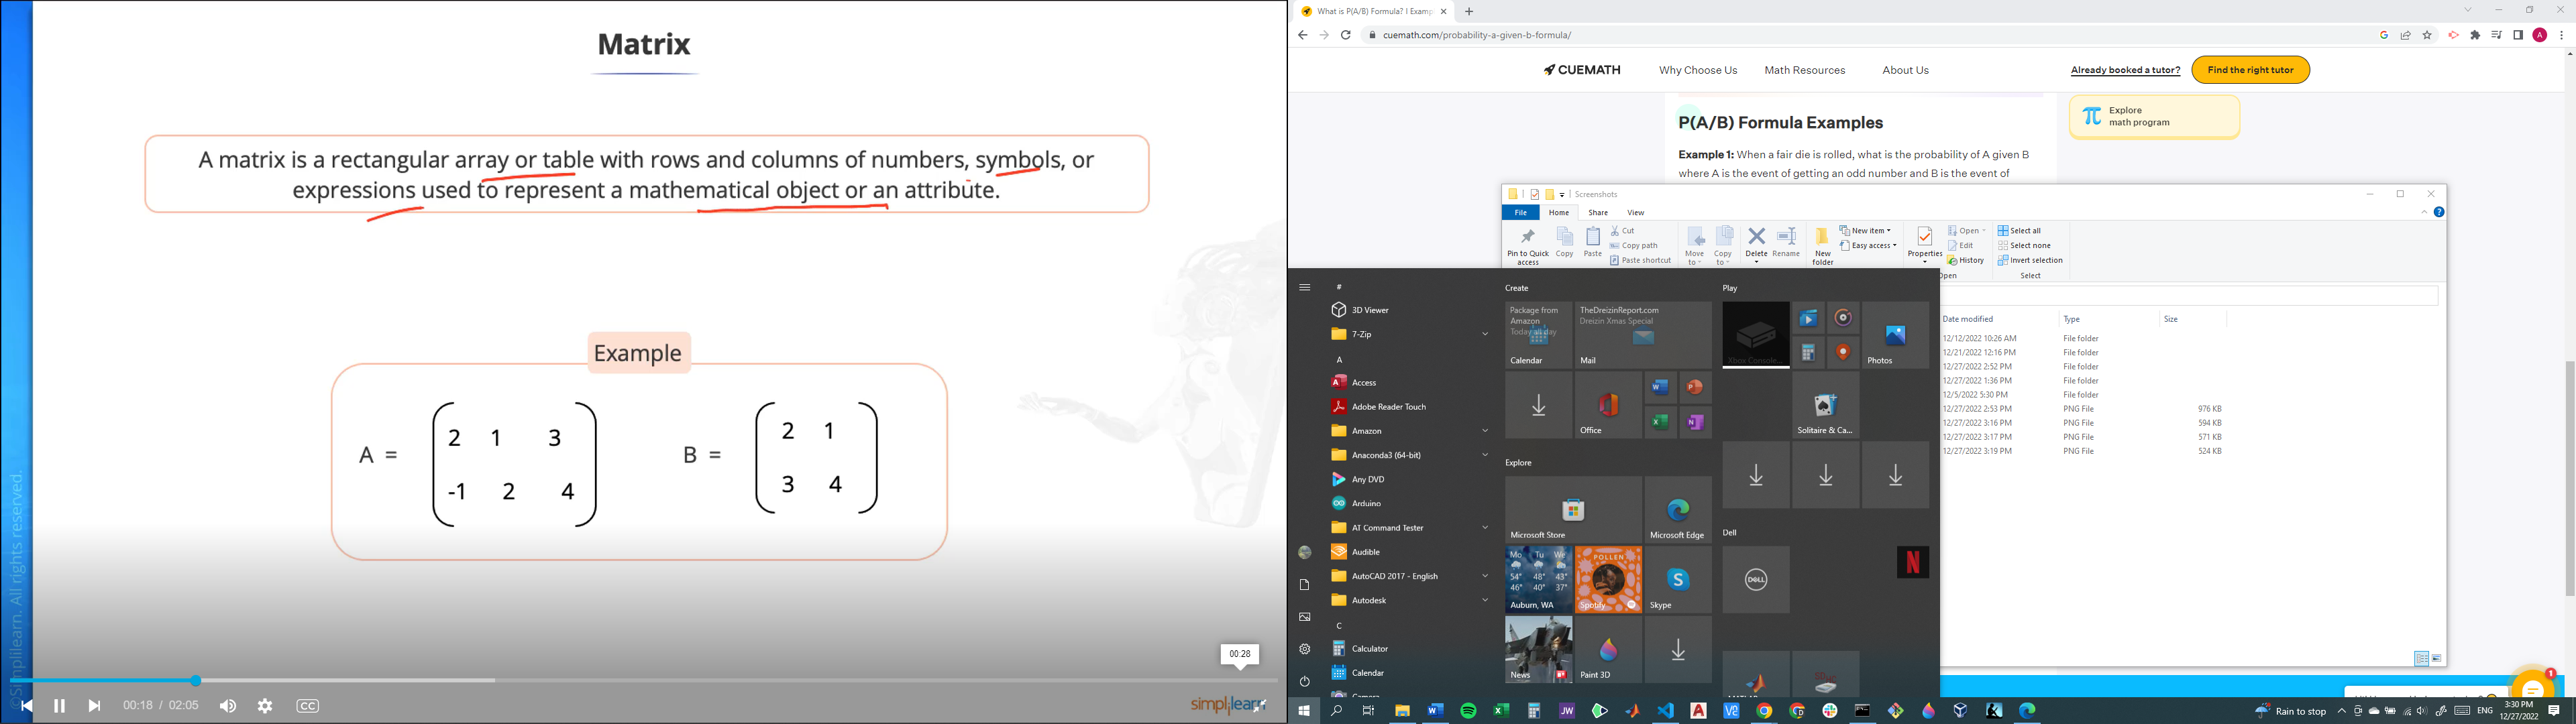 Matrix
A matrix is a rectangular array or table with rows and columns of numbers, symbols, or
expressions used to represent a mathematical object or an attribute.
Example
A =
2 1 3
-1 2 4
B =
2 1
3 4
©Simplilearn. All rights reserved.
00:28
00:18 / 02:05
CC
simplilearn
What is P(A/B) Formula? | Examp
cuemath.com/probability-a-given-b-formula/
A
CUEMATH
Why Choose Us
Math Resources
About Us
Already booked a tutor?
Find the right tutor
Explore
math program
P(A/B) Formula Examples
Example 1: When a fair die is rolled, what is the probability of A given B
where A is the event of getting an odd number and B is the event of
Screenshots
File Home Share View
Pin to Quick
access
Copy
Paste
Cut
Copy path
Paste shortcut
Move
to
Copy
to
Delete
Rename
New
folder
New item
Easy access
Properties
Open
Edit
History
Select all
Select none
Invert selection
Open
Select
Date modified Type Size
12/12/2022 10:26 AM File folder
12/21/2022 12:16 PM File folder
12/27/2022 2:52 PM File folder
12/27/2022 1:36 PM File folder
12/5/2022 5:30 PM File folder
12/27/2022 2:53 PM PNG File 976 KB
12/27/2022 3:16 PM PNG File 594 KB
12/27/2022 3:17 PM PNG File 571 KB
12/27/2022 3:19 PM PNG File 524 KB
#
3D Viewer
7-Zip
A
Access
Adobe Reader Touch
Amazon
Anaconda3 (64-bit)
Any DVD
Arduino
AT Command Tester
Audible
AutoCAD 2017 - English
Autodesk
C
Calculator
Calendar
Camera
Create
Package from
Amazon
Today all day
Calendar
TheDreizinReport.com
Dreizin Xmas Special
Mail
Office
Explore
Microsoft Store
Microsoft Edge
Mo Tu We
54° 48° 43°
46° 40° 37°
Auburn, WA
POLLEN
Spotify
Skype
News
Paint 3D
Play
Xbox Console...
Photos
Solitaire & Ca...
Dell
DELL
N
MATLAB
1
Rain to stop
ENG
3:30 PM
12/27/2022